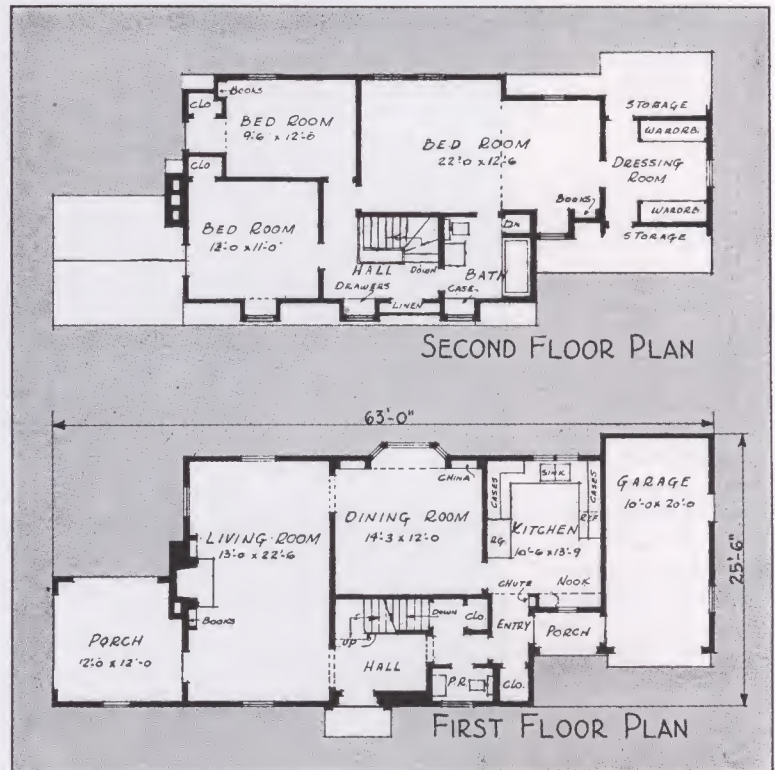 STORAGE
BOOKS
CLO
WARDRB.
BED ROOM
9'-6" x 12'-0
BED ROOM
22'-0 x 12'-6
DRESSING
ROOM
CLO
BOOKS
WARDRB.
BED ROOM
12'-0 x 11'-0"
DN
STORAGE
HALL
DOWN
BATH
DRAWERS
CASE
LINEN
SECOND FLOOR PLAN
63'-0"
CHINA
SINK
CASES
CASES
GARAGE
10'-0 x 20'-0
LIVING ROOM
13'-0 x 22'-6
DINING ROOM
14'-3 x 12'-0
RG.
KITCHEN
10'-6 x 13'-9
REF
25'-6"
CHUTE
NOOK
BOOKS
UP
DOWN
CLO.
ENTRY
PORCH
PORCH
12'-0 x 12'-0
HALL
P.R.
CLO.
FIRST FLOOR PLAN